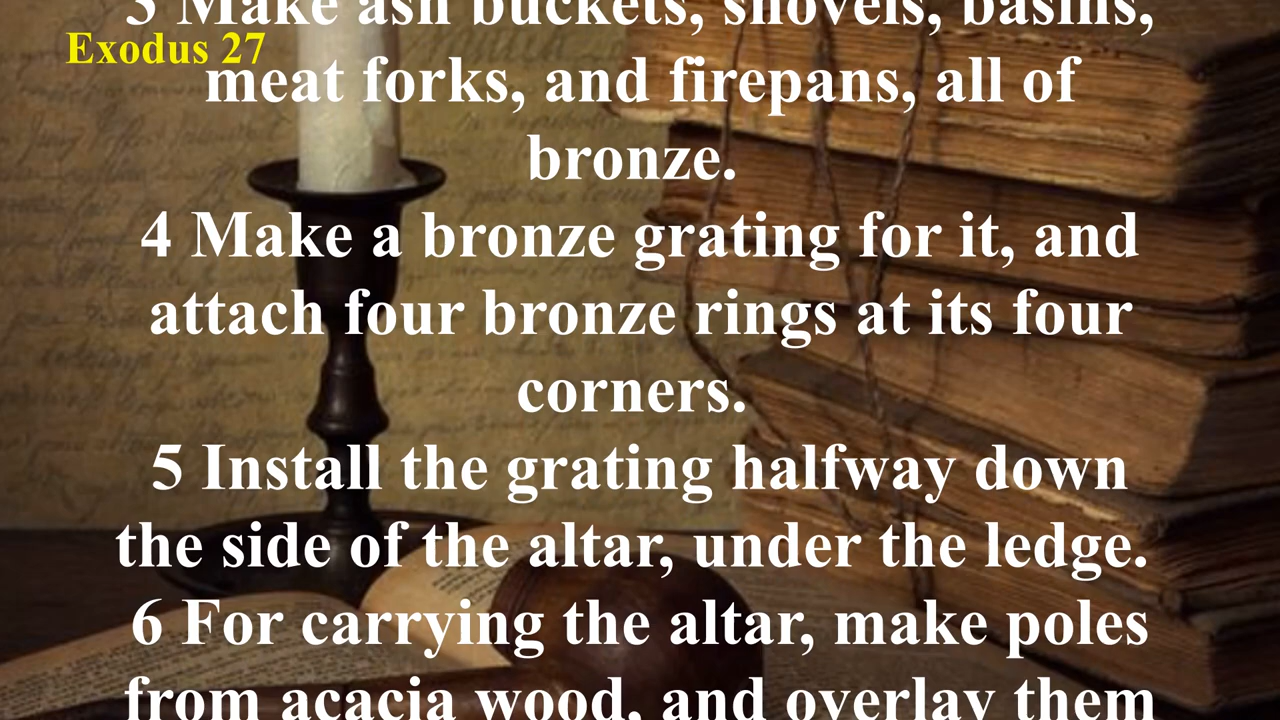 3 Make ash buckets, shovels, basins,
Exodus 27
meat forks, and firepans, all of
bronze.
4 Make a bronze grating for it, and
attach four bronze rings at its four
corners.
5 Install the grating halfway down
the side of the altar, under the ledge.
6 For carrying the altar, make poles
from acacia wood, and overlay them